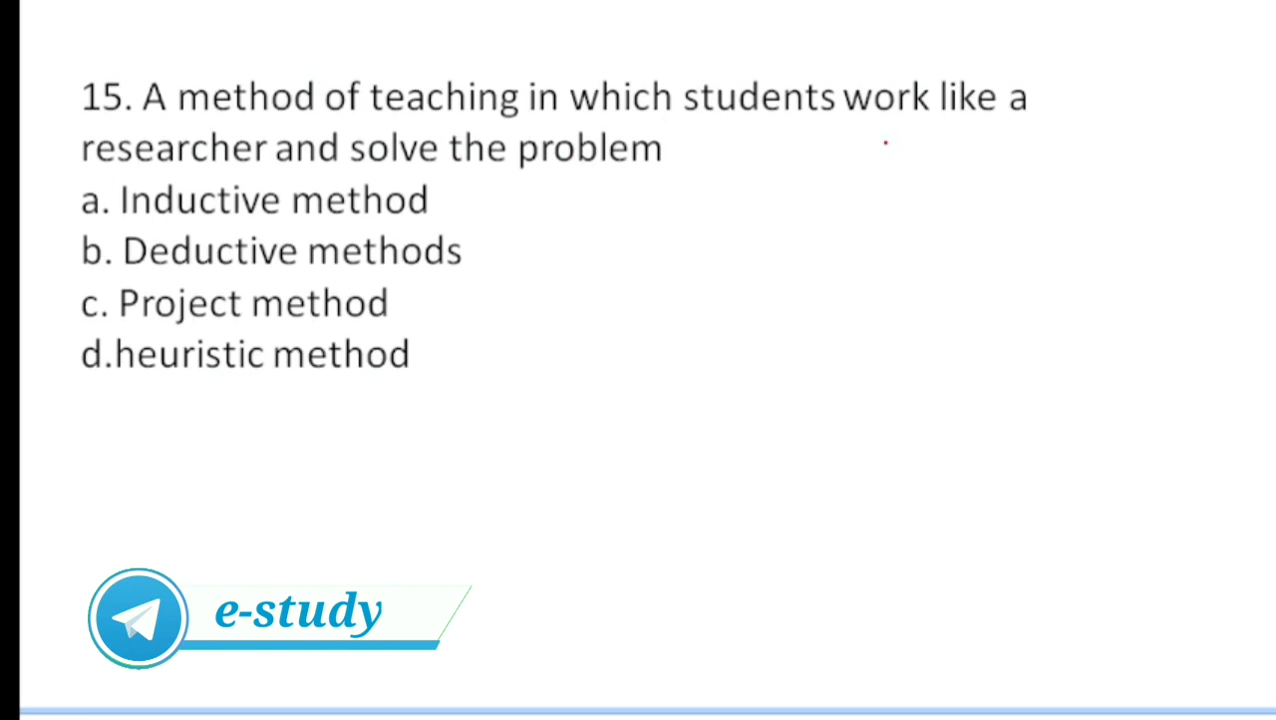 15. A method of teaching in which students work like a
researcher and solve the problem
a. Inductive method
b. Deductive methods
c. Project method
d.heuristic method
e-study